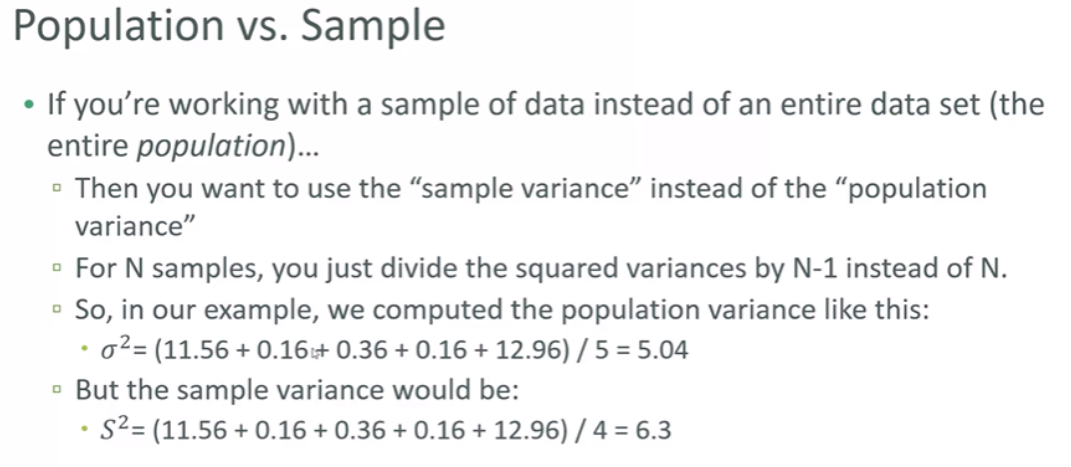 Population vs. Sample
• If you’re working with a sample of data instead of an entire data set (the
entire population)...
▫ Then you want to use the “sample variance” instead of the “population
variance”
▫ For N samples, you just divide the squared variances by N-1 instead of N.
▫ So, in our example, we computed the population variance like this:
• σ²= (11.56 + 0.16 + 0.36 + 0.16 + 12.96) / 5 = 5.04
▫ But the sample variance would be:
• S²= (11.56 + 0.16 + 0.36 + 0.16 + 12.96) / 4 = 6.3